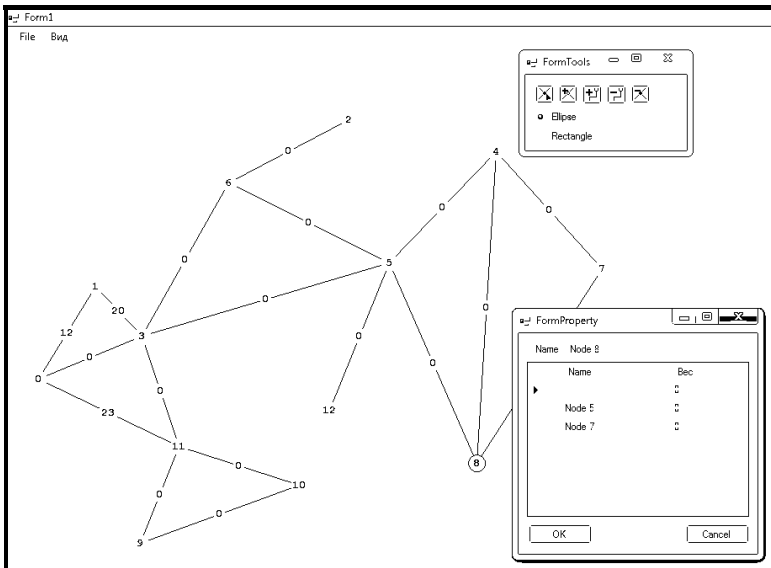 Form1
File Вид
FormTools
Ellipse
Rectangle
2
0
4
6
0
0
0
0
5
7
1
0
20
0
12
3
0
0
0
0
0
12
23
11
0
8
0
10
0
0
9
FormProperty
Name Node 8
Name Вес
Node 5
Node 7
OK Cancel